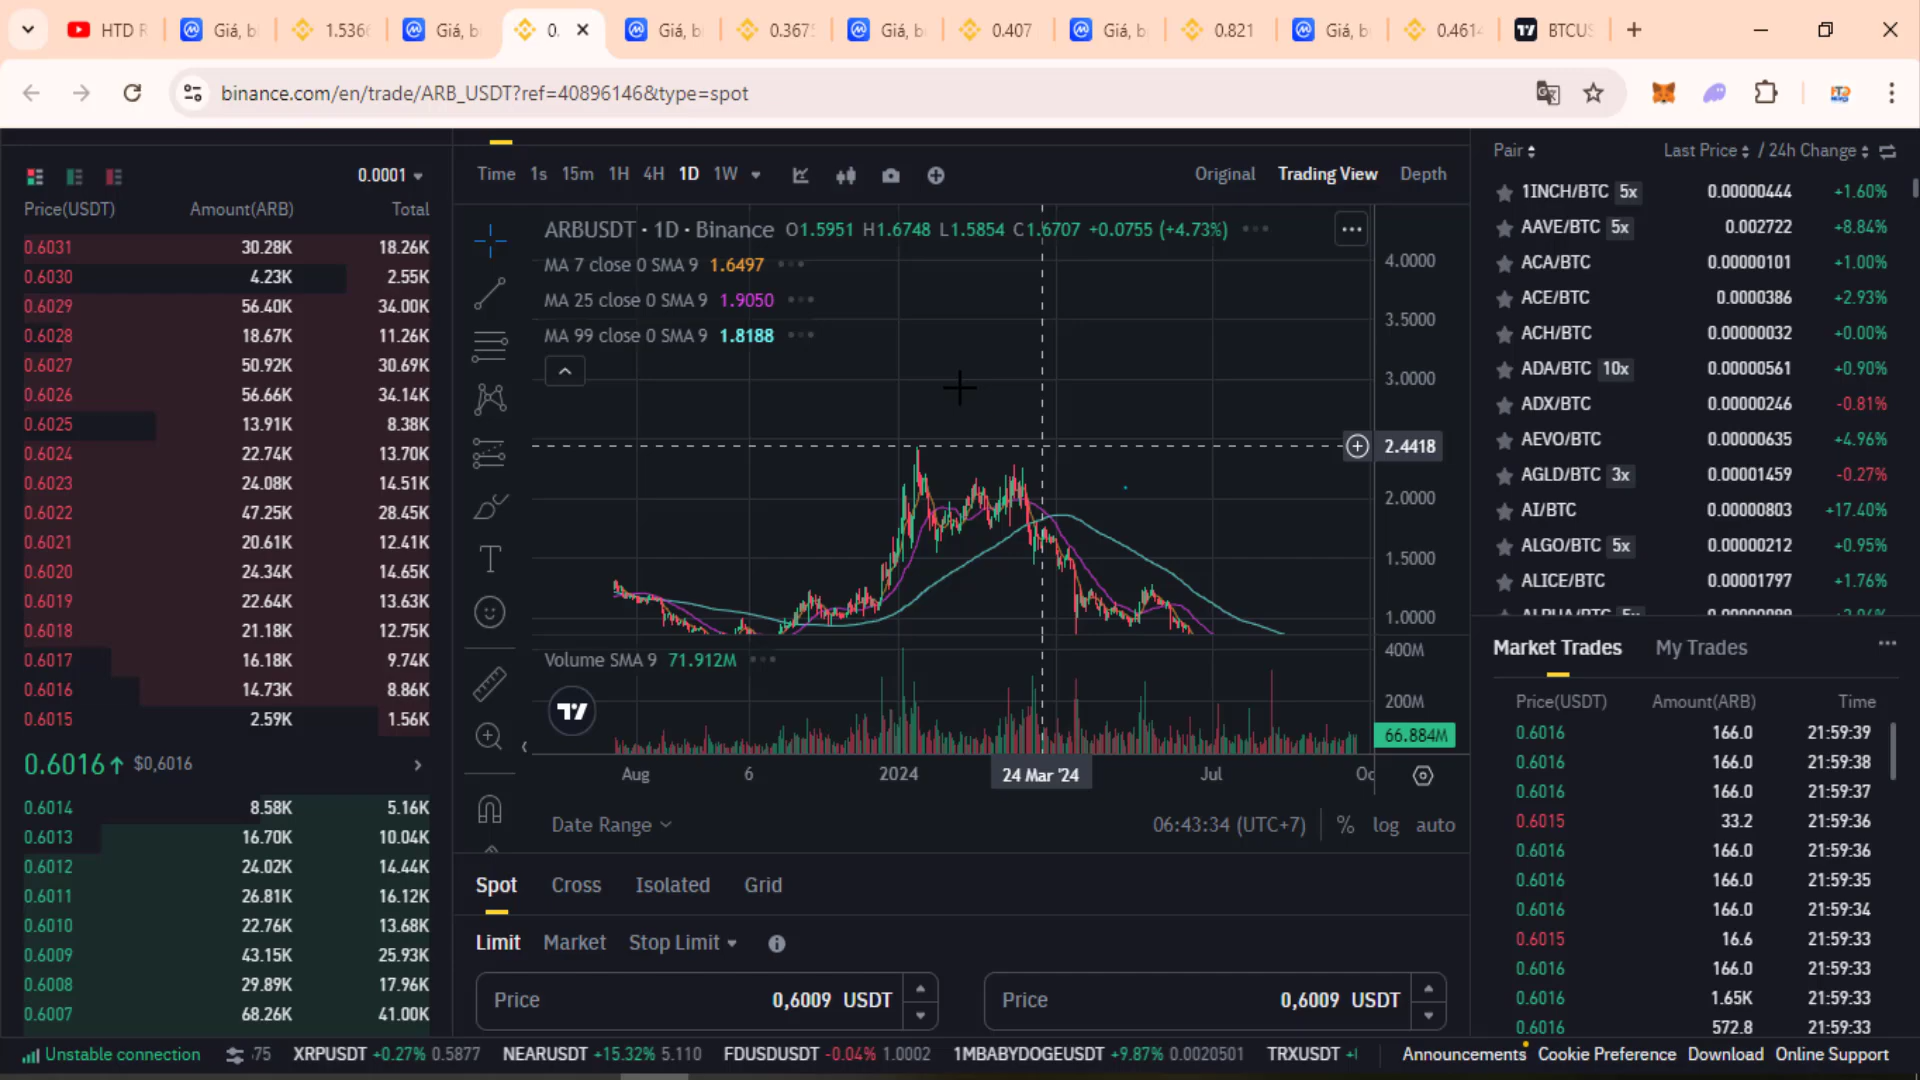 HTD R
Giá, b
1.536
Giá, b
0.
Giá, b
0.367
Giá, b
0.407
Giá, b
0.821
Giá, b
0.461
BTCUS
binance.com/en/trade/ARB_USDT?ref=40896146&type=spot
0.0001
Price(USDT) Amount(ARB) Total
0.6031 30.28K 18.26K
0.6030 4.23K 2.55K
0.6029 56.40K 34.00K
0.6028 18.67K 11.26K
0.6027 50.92K 30.69K
0.6026 56.66K 34.14K
0.6025 13.91K 8.38K
0.6024 22.74K 13.70K
0.6023 24.08K 14.51K
0.6022 47.25K 28.45K
0.6021 20.61K 12.41K
0.6020 24.34K 14.65K
0.6019 22.64K 13.63K
0.6018 21.18K 12.75K
0.6017 16.18K 9.74K
0.6016 14.73K 8.86K
0.6015 2.59K 1.56K
0.6016↑ $0,6016
0.6014 8.58K 5.16K
0.6013 16.70K 10.04K
0.6012 24.02K 14.44K
0.6011 26.81K 16.12K
0.6010 22.76K 13.68K
0.6009 43.15K 25.93K
0.6008 29.89K 17.96K
0.6007 68.26K 41.00K
Time 1s 15m 1H 4H 1D 1W
Original Trading View Depth
ARBUSDT · 1D · Binance O1.5951 H1.6748 L1.5854 C1.6707 +0.0755 (+4.73%)
MA 7 close 0 SMA 9 1.6497
MA 25 close 0 SMA 9 1.9050
MA 99 close 0 SMA 9 1.8188
4.0000
3.5000
3.0000
2.4418
2.0000
1.5000
1.0000
Volume SMA 9 71.912M
400M
200M
66.884M
Aug 6 2024 24 Mar '24 Jul Oc
Date Range 06:43:34 (UTC+7) % log auto
Spot Cross Isolated Grid
Limit Market Stop Limit
Price 0,6009 USDT
Price 0,6009 USDT
Pair Last Price / 24h Change
1INCH/BTC 5x 0.00000444 +1.60%
AAVE/BTC 5x 0.002722 +8.84%
ACA/BTC 0.00000101 +1.00%
ACE/BTC 0.0000386 +2.93%
ACH/BTC 0.00000032 +0.00%
ADA/BTC 10x 0.00000561 +0.90%
ADX/BTC 0.00000246 -0.81%
AEVO/BTC 0.00000635 +4.96%
AGLD/BTC 3x 0.00001459 -0.27%
AI/BTC 0.00000803 +17.40%
ALGO/BTC 5x 0.00000212 +0.95%
ALICE/BTC 0.00001797 +1.76%
Market Trades My Trades
Price(USDT) Amount(ARB) Time
0.6016 166.0 21:59:39
0.6016 166.0 21:59:38
0.6016 166.0 21:59:37
0.6015 33.2 21:59:36
0.6016 166.0 21:59:36
0.6016 166.0 21:59:35
0.6016 166.0 21:59:34
0.6015 16.6 21:59:33
0.6016 166.0 21:59:33
0.6016 1.65K 21:59:33
0.6016 572.8 21:59:33
Unstable connection 75 XRPUSDT +0.27% 0.5877 NEARUSDT +15.32% 5.110 FDUSDUSDT -0.04% 1.0002 1MBABYDOGEUSDT +9.87% 0.0020501 TRXUSDT Announcements Cookie Preference Download Online Support